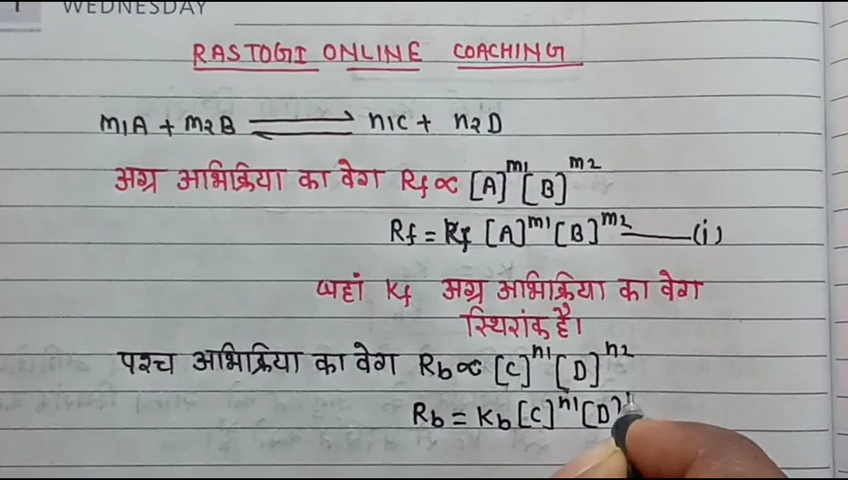 WEDNESDAY
RASTOGI ONLINE COACHING
m1A + m2B ⇌ n1C + n2D
अग्र अभिक्रिया का वेग Rf ∝ [A]^m1 [B]^m2
Rf = Kf [A]^m1 [B]^m2 —— (i)
जहां Kf अग्र अभिक्रिया का वेग
स्थिरांक है।
पश्च अभिक्रिया का वेग Rb ∝ [C]^n1 [D]^n2
Rb = Kb [C]^n1 [D]